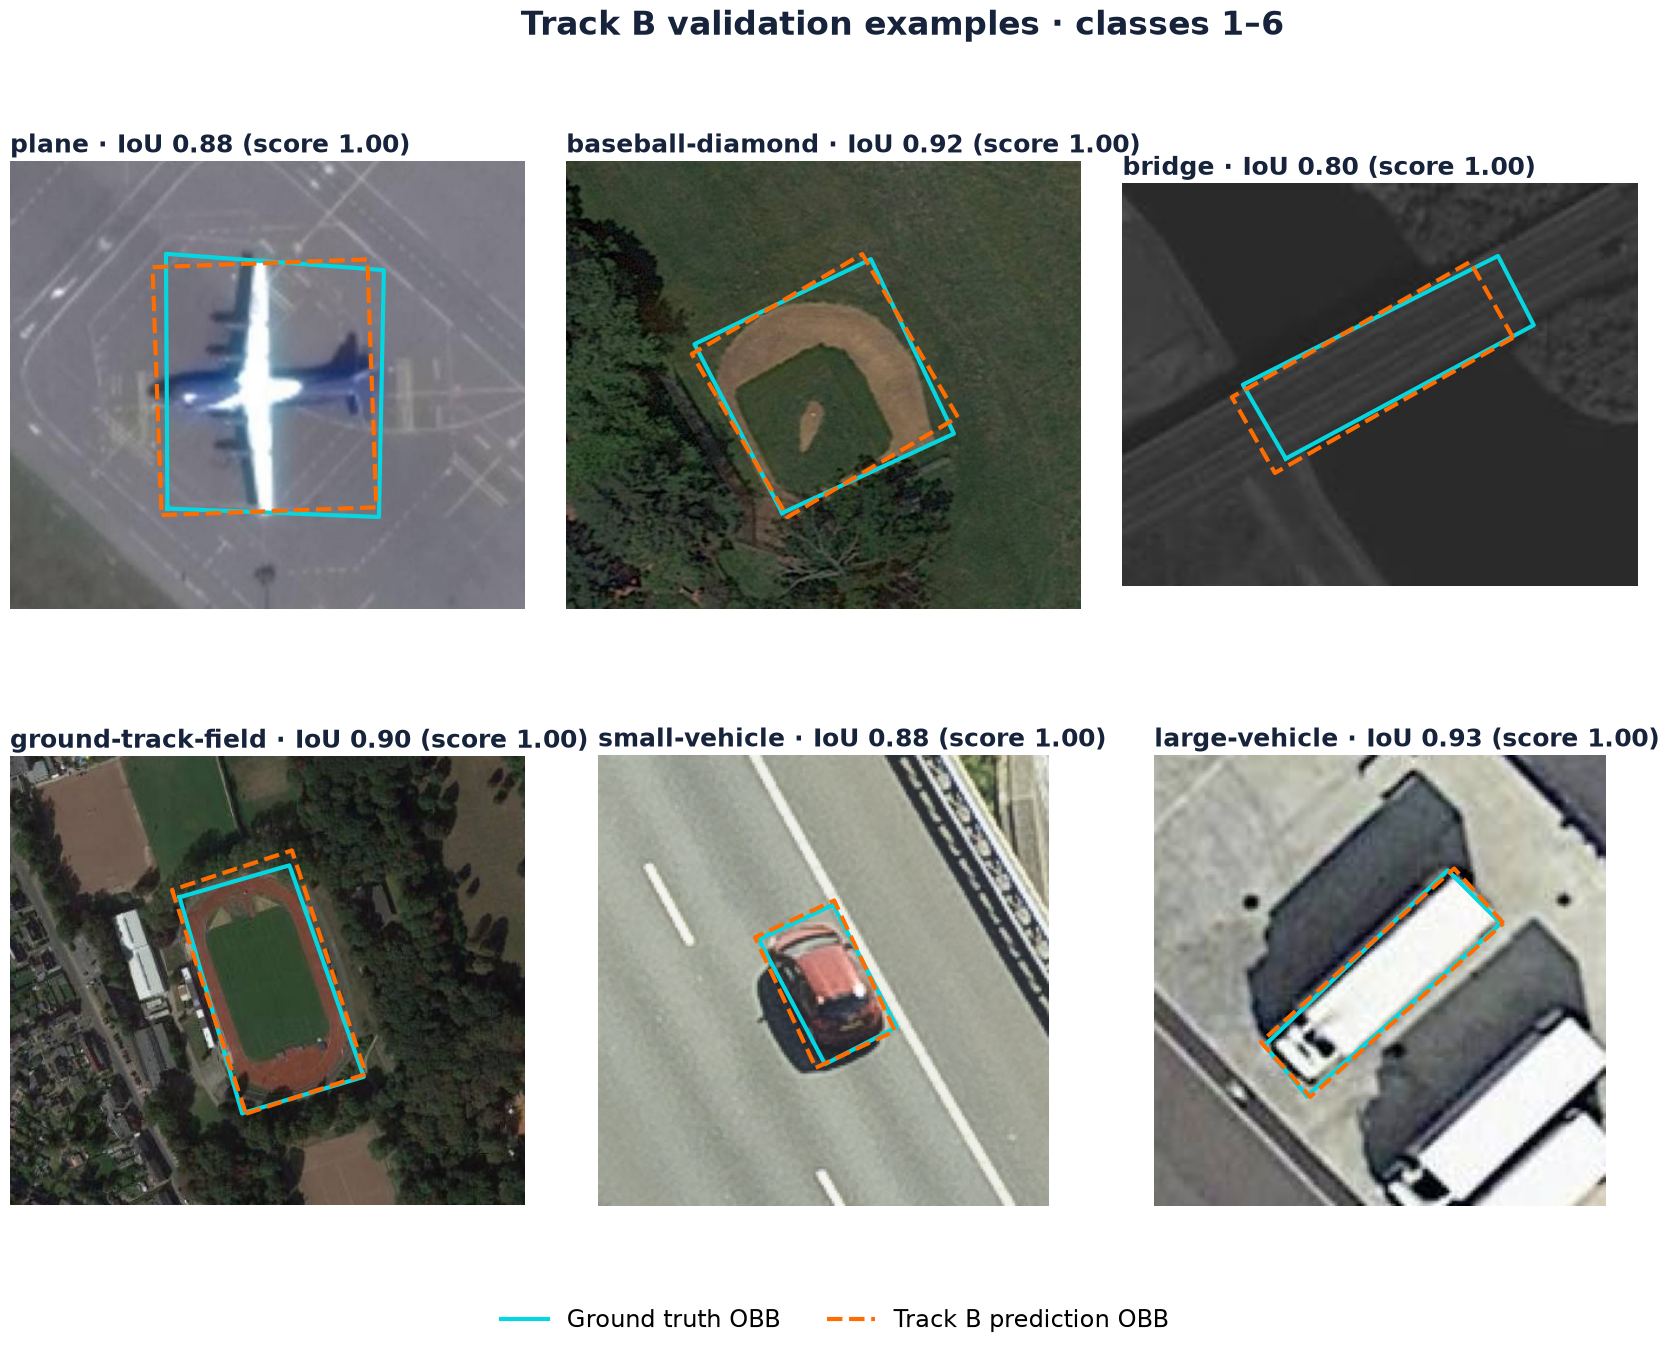 Track B validation examples · classes 1–6
plane · IoU 0.88 (score 1.00)
baseball-diamond · IoU 0.92 (score 1.00)
bridge · IoU 0.80 (score 1.00)
ground-track-field · IoU 0.90 (score 1.00)
small-vehicle · IoU 0.88 (score 1.00)
large-vehicle · IoU 0.93 (score 1.00)
Ground truth OBB
Track B prediction OBB